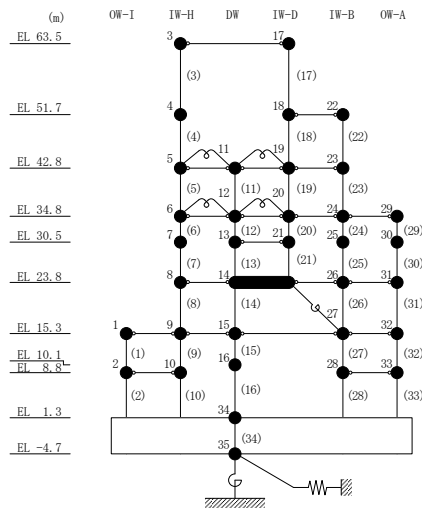 (m) OW-I IW-H DW IW-D IW-B OW-A
EL 63.5 3 17
(3) (17)
EL 51.7 4 18 22
(4) 11 19 (18) (22)
EL 42.8 5 23
(5) 12 (11) 20 (19) (23)
EL 34.8 6 24 29
(6) (12) (20) (24) (29)
EL 30.5 7 13 21 25 30
(7) (13) (21) (25) (30)
EL 23.8 8 14 26 31
(8) (14) 27 (26) (31)
EL 15.3 1 9 15 32
(1) (9) (15) (27) (32)
EL 10.1 16
EL 8.8 2 10 28 33
(2) (10) (16) (28) (33)
EL 1.3 34
(34)
EL -4.7 35